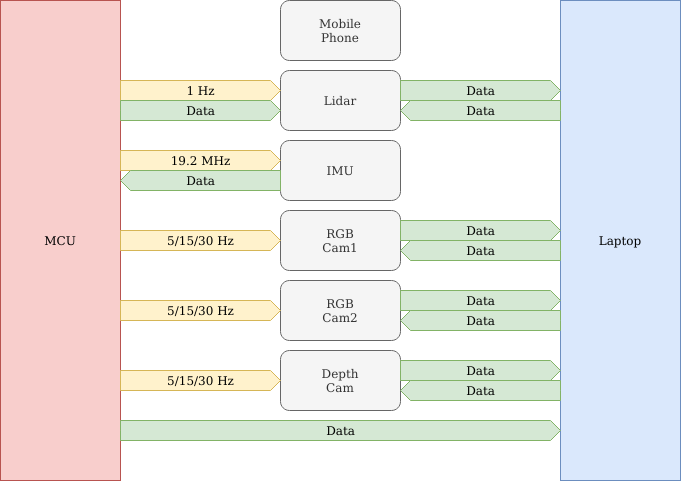 Mobile
Phone
1 Hz
Data
Lidar
Data
Data
19.2 MHz
Data
IMU
MCU
5/15/30 Hz
RGB
Cam1
Data
Data
Laptop
5/15/30 Hz
RGB
Cam2
Data
Data
5/15/30 Hz
Depth
Cam
Data
Data
Data